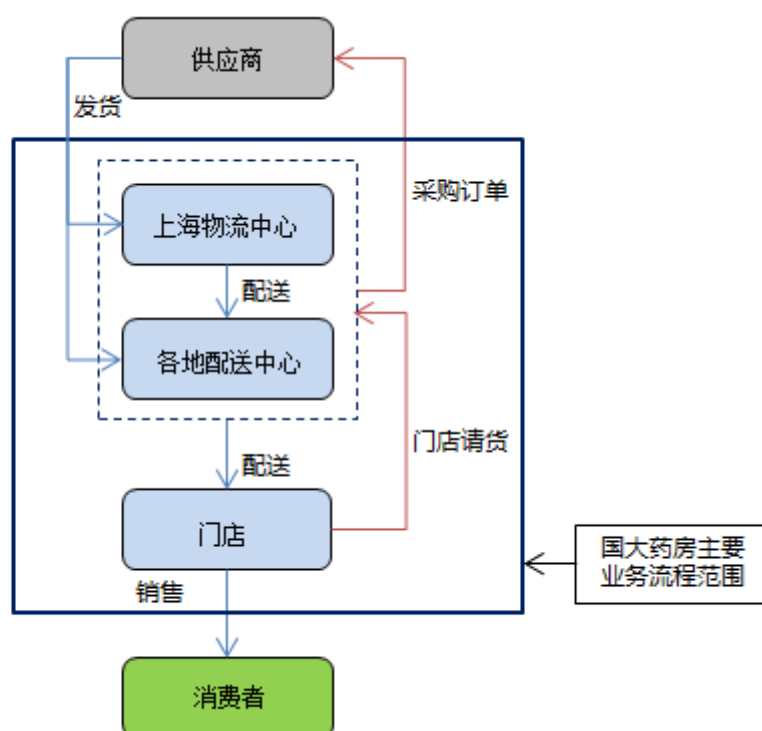 供应商
发货
采购订单
上海物流中心
配送
各地配送中心
门店请货
配送
门店
国大药房主要
业务流程范围
销售
消费者